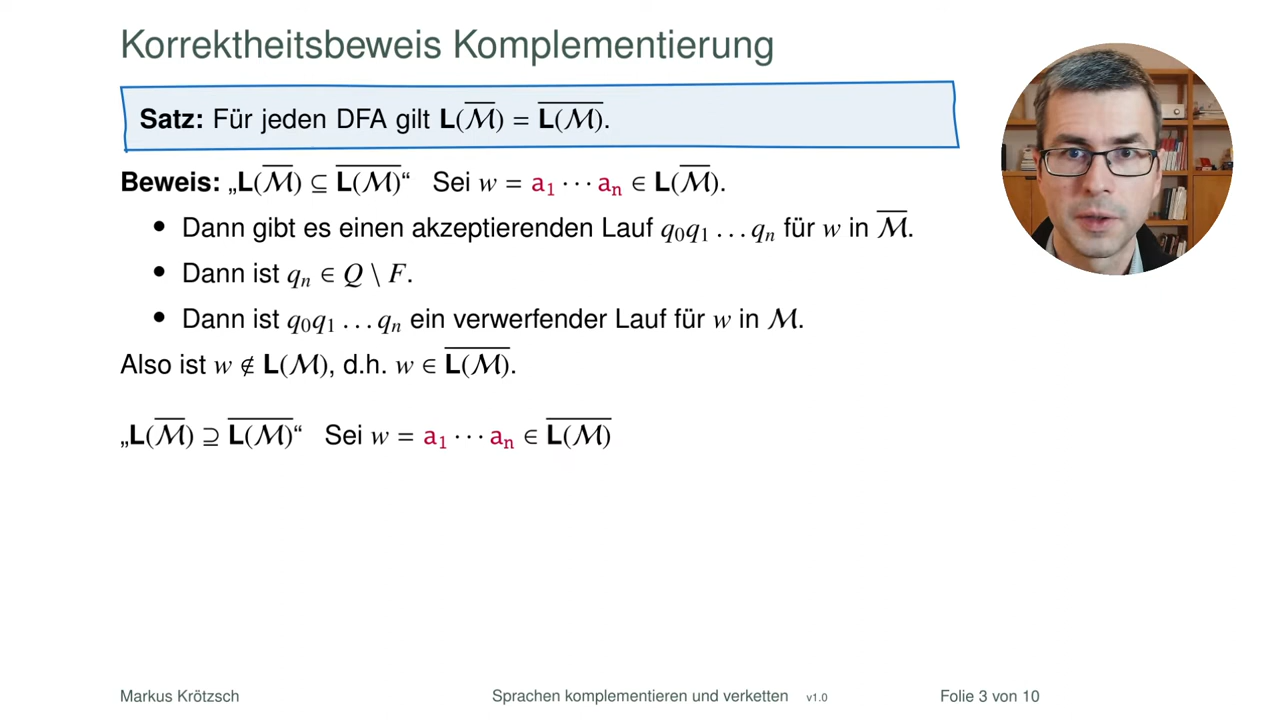 Korrektheitsbeweis Komplementierung
Satz: Für jeden DFA gilt L(M̅) = L̅(̅M̅)̅.
Beweis: „L(M̅) ⊆ L̅(̅M̅)̅“ Sei w = a₁ ··· aₙ ∈ L(M̅).
• Dann gibt es einen akzeptierenden Lauf q₀q₁ … qₙ für w in M̅.
• Dann ist qₙ ∈ Q \ F.
• Dann ist q₀q₁ … qₙ ein verwerfender Lauf für w in M.
Also ist w ∉ L(M), d.h. w ∈ L̅(̅M̅)̅.
„L(M̅) ⊇ L̅(̅M̅)̅“ Sei w = a₁ ··· aₙ ∈ L̅(̅M̅)̅
Markus Krötzsch Sprachen komplementieren und verketten v1.0 Folie 3 von 10